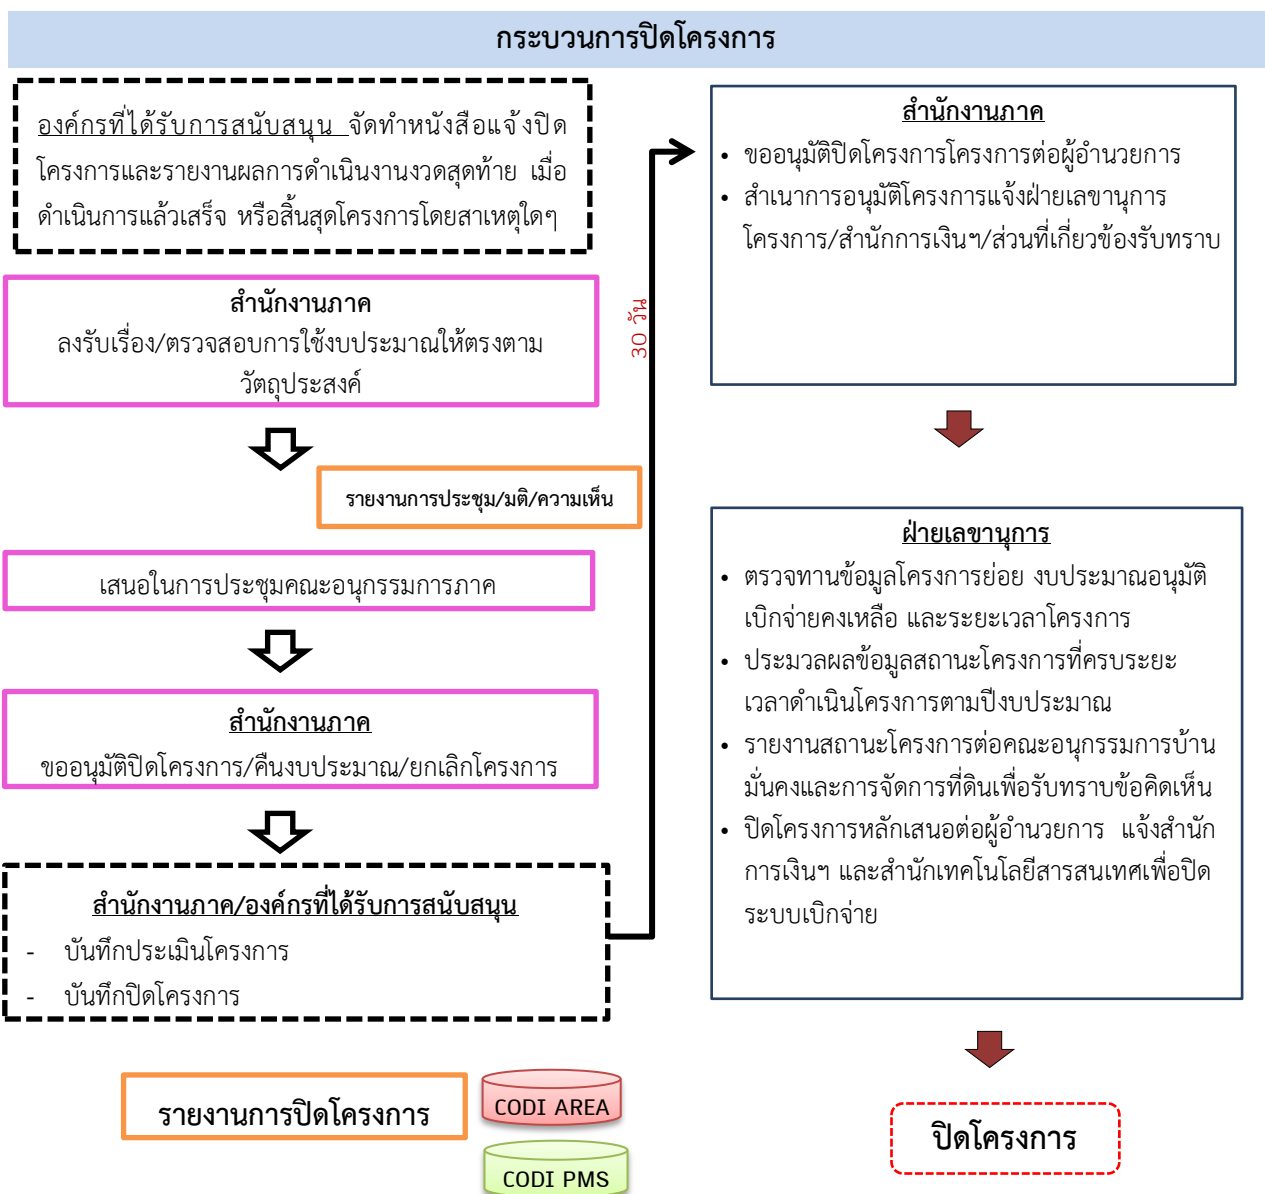 กระบวนการปิดโครงการ
องค์กรที่ได้รับการสนับสนุน จัดทำหนังสือแจ้งปิด
โครงการและรายงานผลการดำเนินงานงวดสุดท้าย เมื่อ
ดำเนินการแล้วเสร็จ หรือสิ้นสุดโครงการโดยสาเหตุใดๆ
สำนักงานภาค
ลงรับเรื่อง/ตรวจสอบการใช้งบประมาณให้ตรงตาม
วัตถุประสงค์
รายงานการประชุม/มติ/ความเห็น
เสนอในการประชุมคณะอนุกรรมการภาค
สำนักงานภาค
ขออนุมัติปิดโครงการ/คืนงบประมาณ/ยกเลิกโครงการ
สำนักงานภาค/องค์กรที่ได้รับการสนับสนุน
- บันทึกประเมินโครงการ
- บันทึกปิดโครงการ
รายงานการปิดโครงการ
CODI AREA
CODI PMS
30 วัน
สำนักงานภาค
• ขออนุมัติปิดโครงการโครงการต่อผู้อำนวยการ
• สำเนาการอนุมัติโครงการแจ้งฝ่ายเลขานุการ
โครงการ/สำนักการเงินฯ/ส่วนที่เกี่ยวข้องรับทราบ
ฝ่ายเลขานุการ
• ตรวจทานข้อมูลโครงการย่อย งบประมาณอนุมัติ
เบิกจ่ายคงเหลือ และระยะเวลาโครงการ
• ประมวลผลข้อมูลสถานะโครงการที่ครบระยะ
เวลาดำเนินโครงการตามปีงบประมาณ
• รายงานสถานะโครงการต่อคณะอนุกรรมการบ้าน
มั่นคงและการจัดการที่ดินเพื่อรับทราบข้อคิดเห็น
• ปิดโครงการหลักเสนอต่อผู้อำนวยการ แจ้งสำนัก
การเงินฯ และสำนักเทคโนโลยีสารสนเทศเพื่อปิด
ระบบเบิกจ่าย
ปิดโครงการ